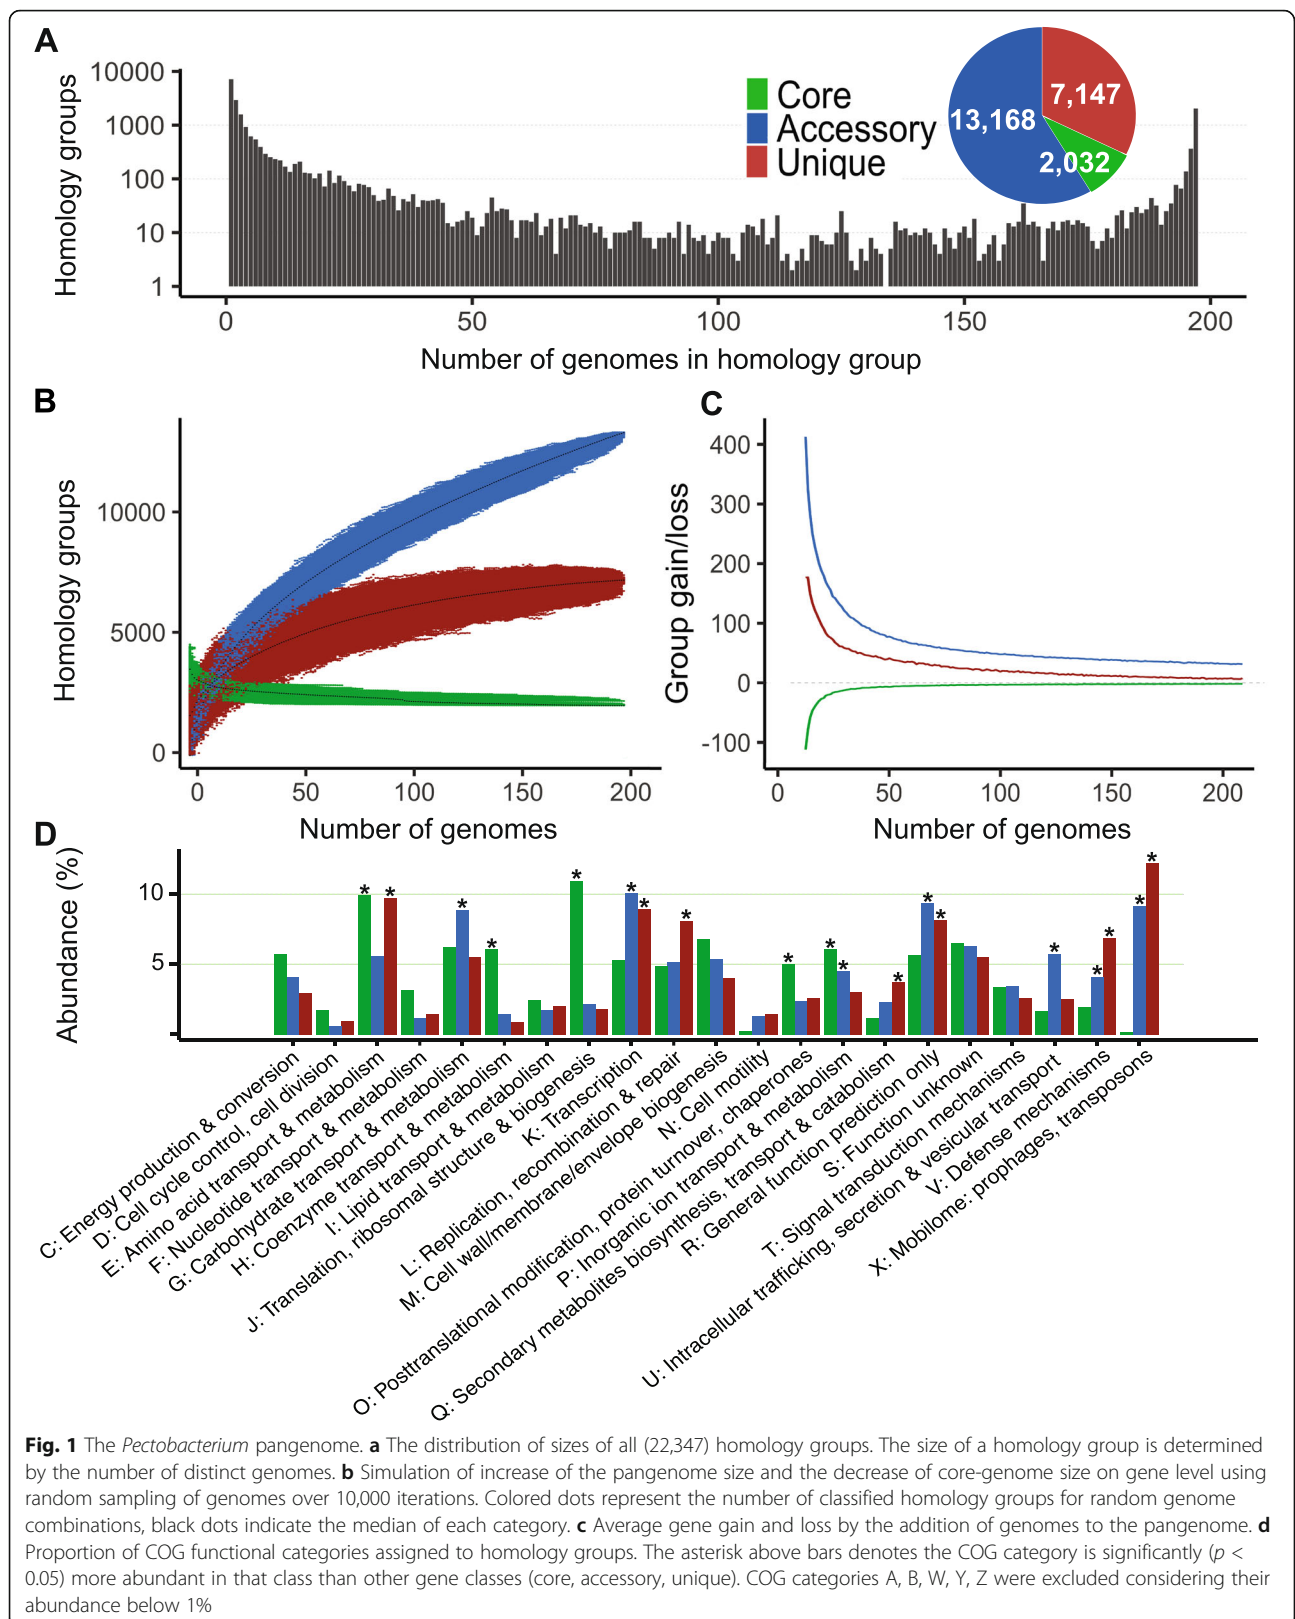 A
Homology groups
10000
1000
100
10
1
Core
Accessory
Unique
7,147
13,168
2,032
0
50
100
150
200
Number of genomes in homology group
B
Homology groups
10000
5000
0
0
50
100
150
200
Number of genomes
C
Group gain/loss
400
300
200
100
0
-100
0
50
100
150
200
Number of genomes
D
Abundance (%)
10
5
* * * * * * * * * * * * * * * * * * *
C: Energy production & conversion
D: Cell cycle control, cell division
E: Amino acid transport & metabolism
F: Nucleotide transport & metabolism
G: Carbohydrate transport & metabolism
H: Coenzyme transport & metabolism
I: Lipid transport & metabolism
J: Translation, ribosomal structure & biogenesis
K: Transcription
L: Replication, recombination & repair
M: Cell wall/membrane/envelope biogenesis
N: Cell motility
O: Posttranslational modification, protein turnover, chaperones
P: Inorganic ion transport & metabolism
Q: Secondary metabolites biosynthesis, transport & catabolism
R: General function prediction only
S: Function unknown
T: Signal transduction mechanisms
U: Intracellular trafficking, secretion & vesicular transport
V: Defense mechanisms
X: Mobilome: prophages, transposons
Fig. 1 The Pectobacterium pangenome. a The distribution of sizes of all (22,347) homology groups. The size of a homology group is determined
by the number of distinct genomes. b Simulation of increase of the pangenome size and the decrease of core-genome size on gene level using
random sampling of genomes over 10,000 iterations. Colored dots represent the number of classified homology groups for random genome
combinations, black dots indicate the median of each category. c Average gene gain and loss by the addition of genomes to the pangenome. d
Proportion of COG functional categories assigned to homology groups. The asterisk above bars denotes the COG category is significantly (p <
0.05) more abundant in that class than other gene classes (core, accessory, unique). COG categories A, B, W, Y, Z were excluded considering their
abundance below 1%